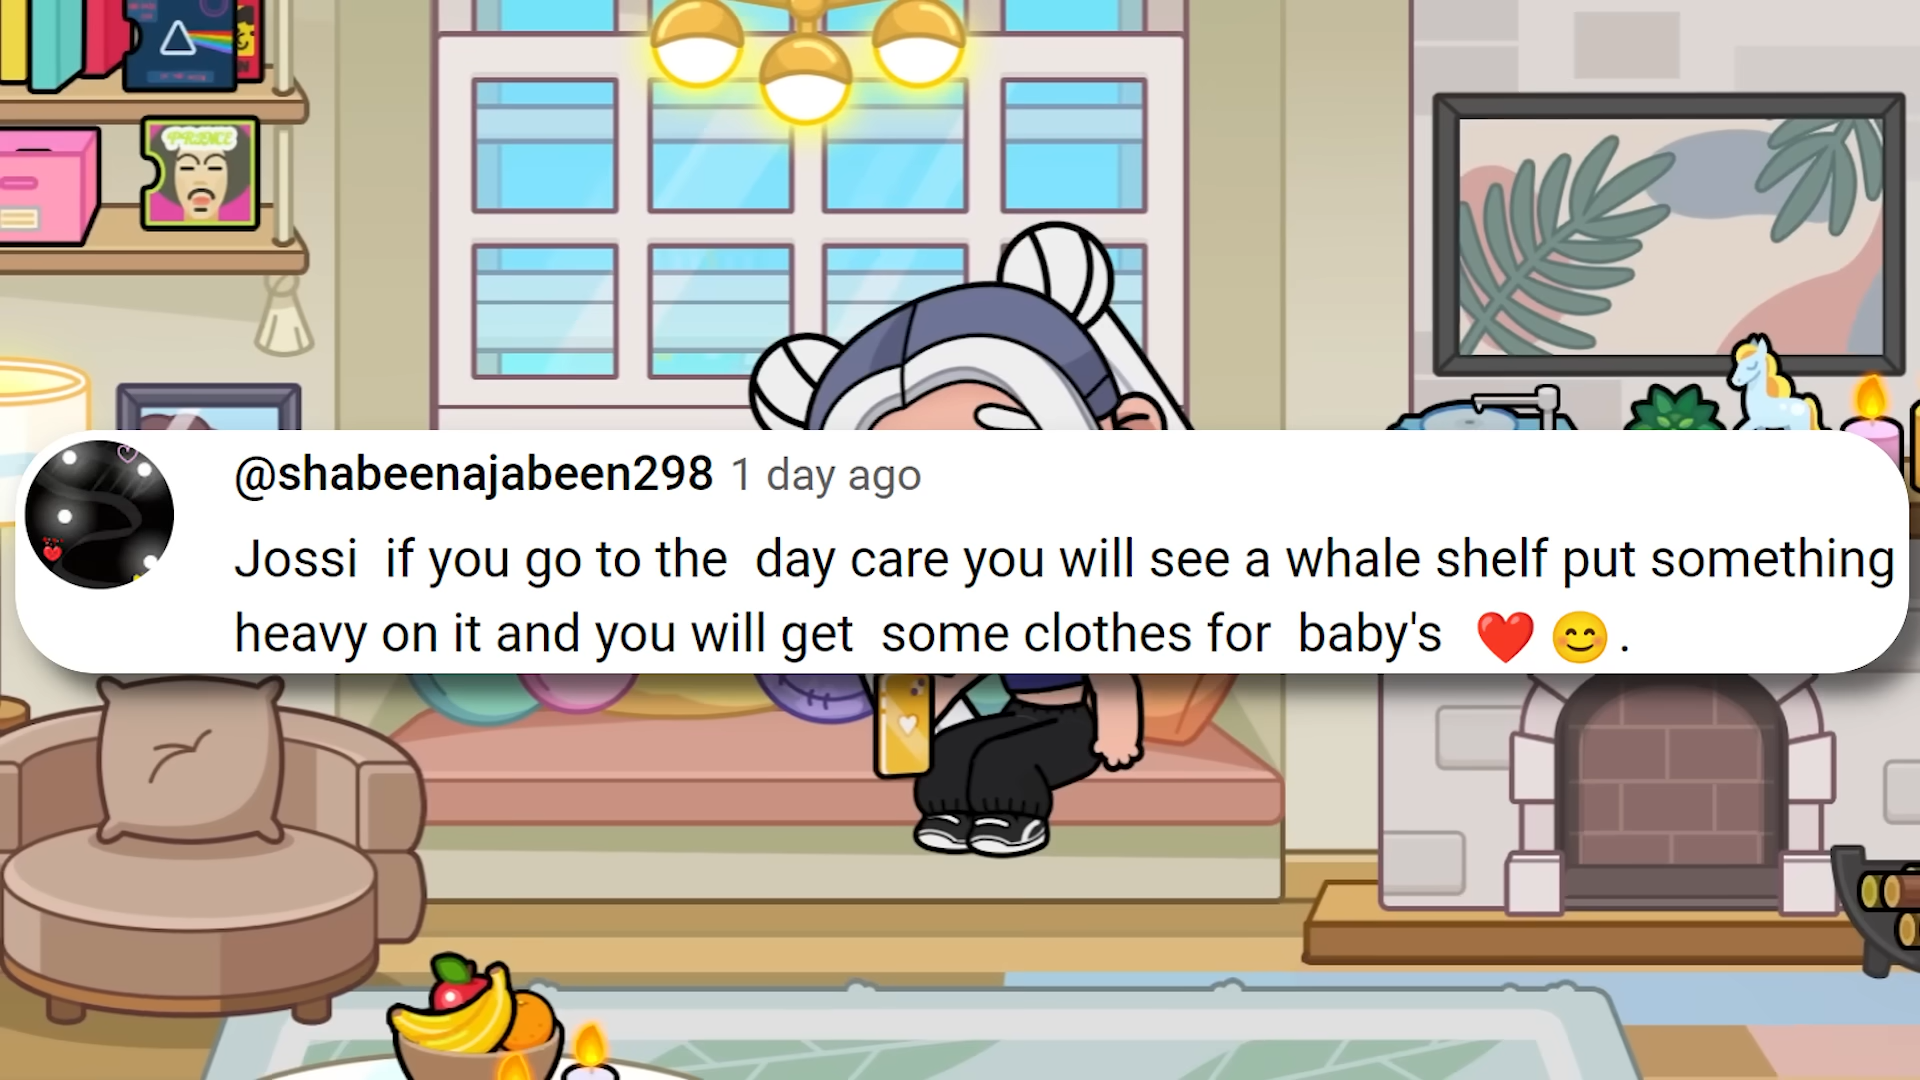 PRIENCE
@shabeenajabeen298 1 day ago
Jossi if you go to the day care you will see a whale shelf put something
heavy on it and you will get some clothes for baby's ❤️ 😊 .